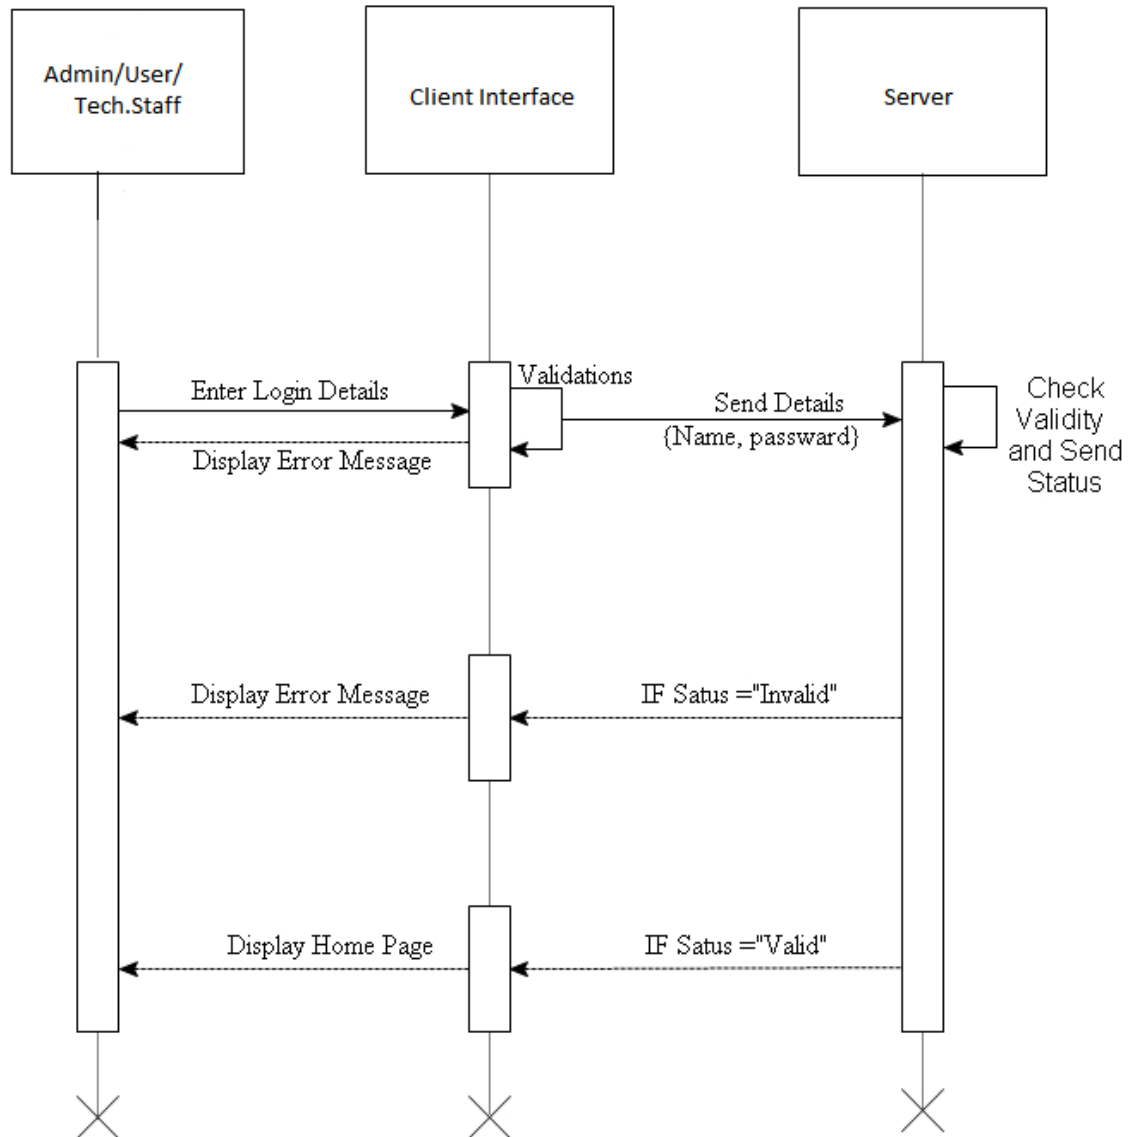 Admin/User/
Tech.Staff
Client Interface
Server
Validations
Enter Login Details
Send Details
{Name, passward}
Display Error Message
Check
Validity
and Send
Status
Display Error Message
IF Satus ="Invalid"
Display Home Page
IF Satus ="Valid"